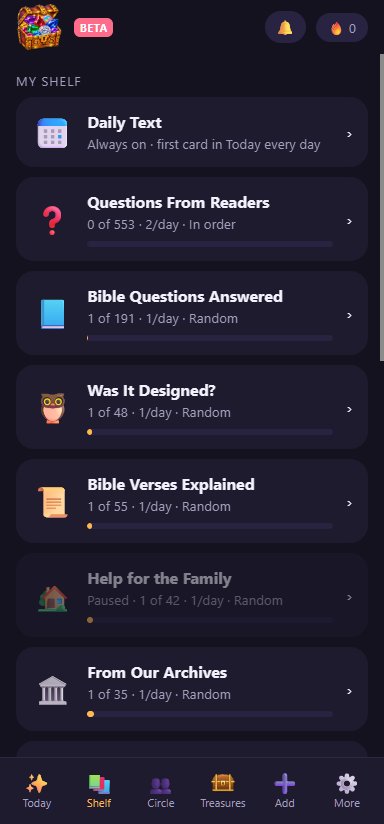 BETA
0
MY SHELF
Daily Text
Always on · first card in Today every day
Questions From Readers
0 of 553 · 2/day · In order
Bible Questions Answered
1 of 191 · 1/day · Random
Was It Designed?
1 of 48 · 1/day · Random
Bible Verses Explained
1 of 55 · 1/day · Random
Help for the Family
Paused · 1 of 42 · 1/day · Random
From Our Archives
1 of 35 · 1/day · Random
Today Shelf Circle Treasures Add More